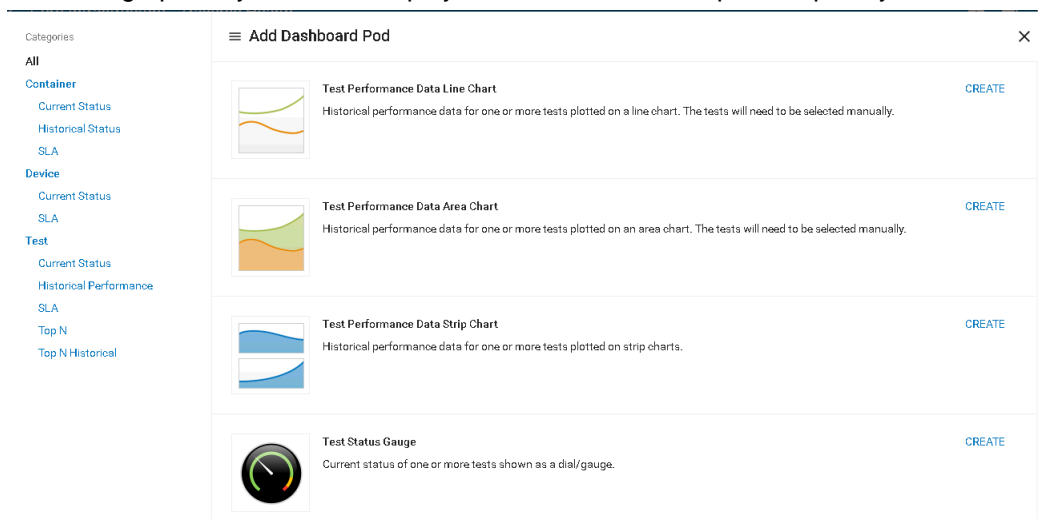 Categories
All
Container
Current Status
Historical Status
SLA
Device
Current Status
SLA
Test
Current Status
Historical Performance
SLA
Top N
Top N Historical
Add Dashboard Pod
Test Performance Data Line Chart
CREATE
Historical performance data for one or more tests plotted on a line chart. The tests will need to be selected manually.
Test Performance Data Area Chart
CREATE
Historical performance data for one or more tests plotted on an area chart. The tests will need to be selected manually.
Test Performance Data Strip Chart
CREATE
Historical performance data for one or more tests plotted on strip charts.
Test Status Gauge
CREATE
Current status of one or more tests shown as a dial/gauge.